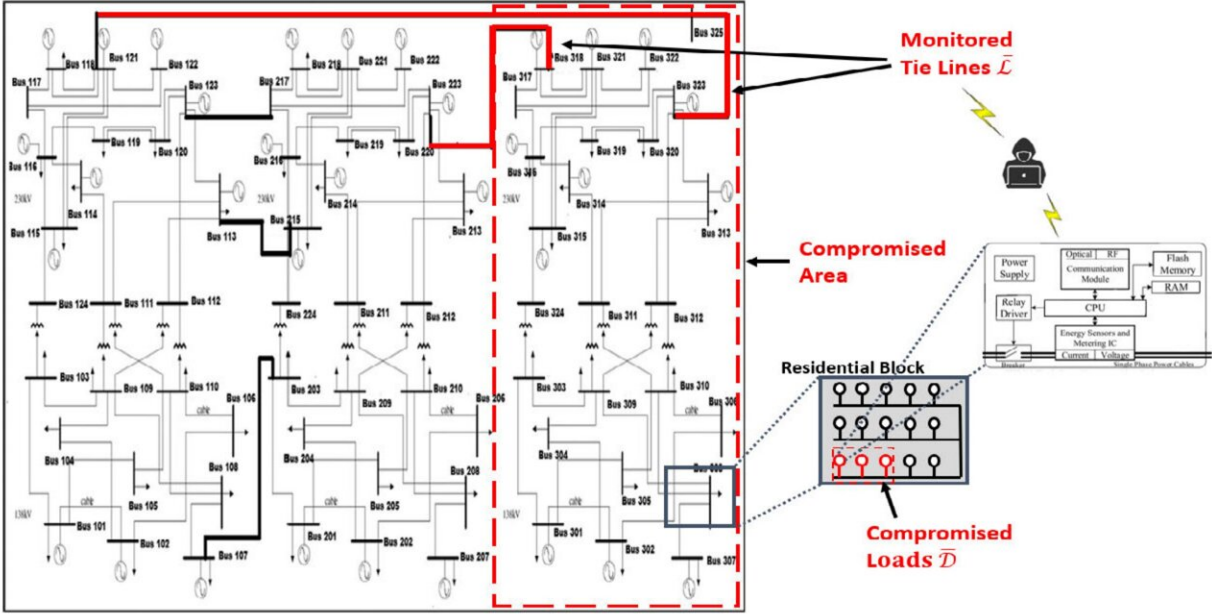 Bus 325
Bus 118
Bus 121
Bus 122
Bus 218
Bus 221
Bus 222
Bus 318
Bus 321
Bus 322
Bus 117
Bus 123
Bus 217
Bus 223
Bus 317
Bus 323
Bus 119
Bus 120
Bus 219
Bus 220
Bus 319
Bus 320
Bus 116
Bus 216
230kV
Bus 114
230kV
Bus 214
Bus 213
230kV
Bus 314
Bus 313
Bus 115
Bus 113
Bus 215
Bus 315
Bus 124
Bus 111
Bus 112
Bus 224
Bus 211
Bus 212
Bus 324
Bus 311
Bus 312
Bus 103
Bus 109
Bus 110
Bus 106
Bus 203
Bus 209
Bus 210
Bus 206
Bus 303
Bus 309
Bus 310
cable
cable
cable
Bus 104
Bus 108
Bus 204
Bus 208
Bus 304
Bus 105
Bus 205
Bus 305
138kV
cable
138kV
cable
138kV
cable
Bus 101
Bus 102
Bus 107
Bus 201
Bus 202
Bus 207
Bus 301
Bus 302
Bus 307
Monitored
Tie Lines L̄
Compromised
Area
Power
Supply
Optical
RF
Communication
Module
Flash
Memory
RAM
Relay
Driver
CPU
Energy Sensors and
Metering IC
Current
Voltage
Breaker
Single Phase Power Cables
Residential Block
Compromised
Loads D̄